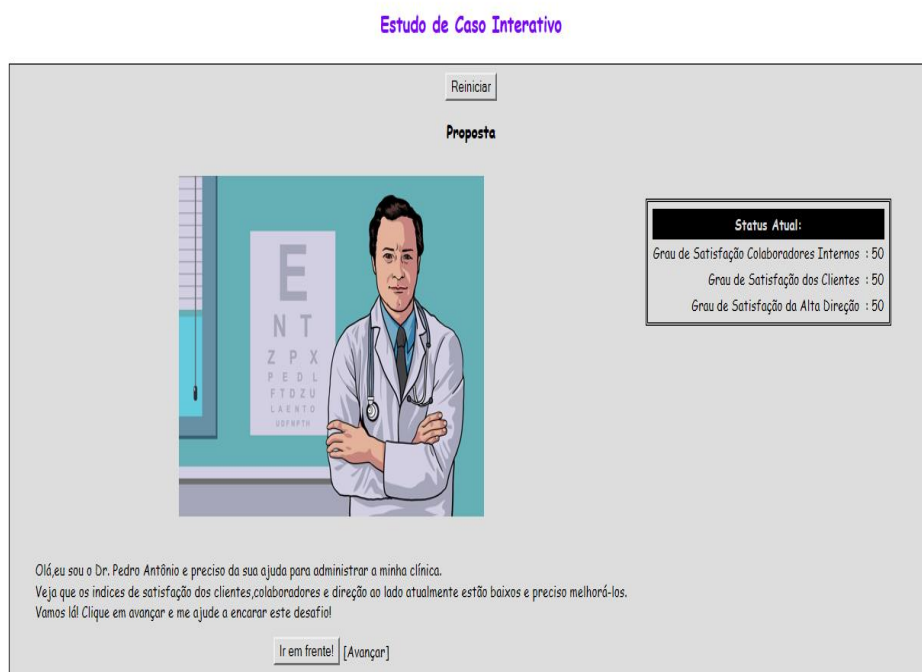 Estudo de Caso Interativo
Reiniciar
Proposta
E
N T
Z P X
P E D L
F T D Z U
L A E N T O
U D F N P T H
Status Atual:
Grau de Satisfação Colaboradores Internos : 50
Grau de Satisfação dos Clientes : 50
Grau de Satisfação da Alta Direção : 50
Olá,eu sou o Dr. Pedro Antônio e preciso da sua ajuda para administrar a minha clínica.
Veja que os indices de satisfação dos clientes,colaboradores e direção ao lado atualmente estão baixos e preciso melhorá-los.
Vamos lá! Clique em avançar e me ajude a encarar este desafio!
Ir em frente! [Avançar]